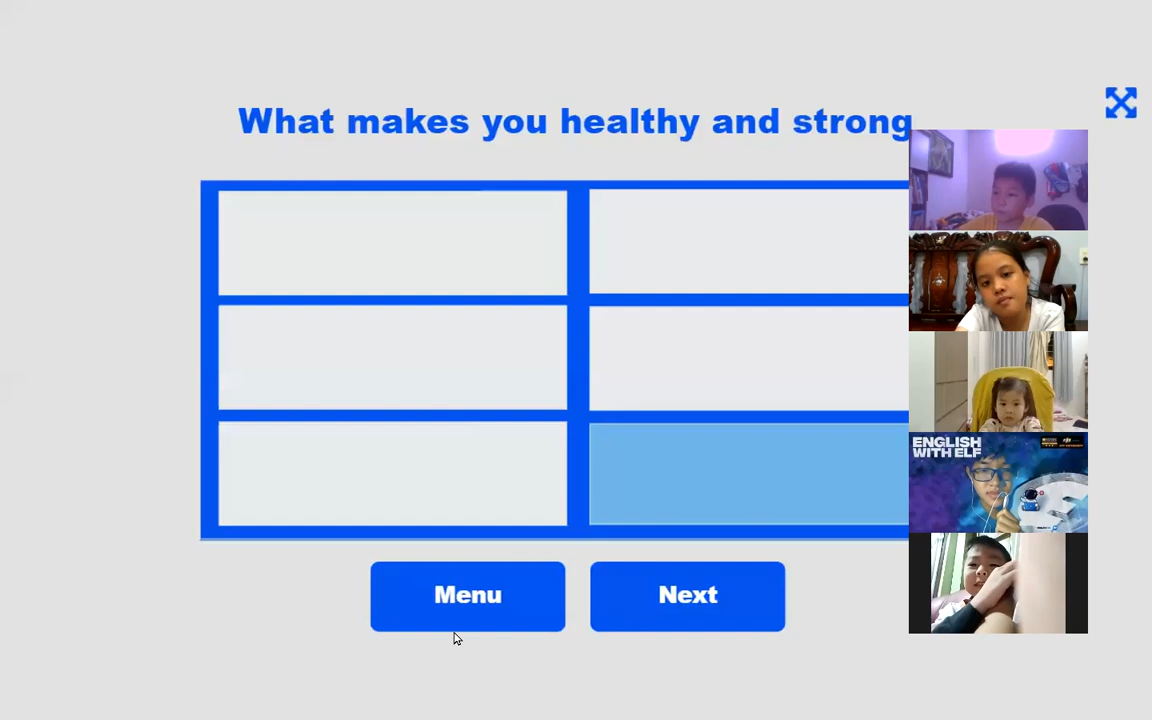 What makes you healthy and strong
ENGLISH
WITH ELF
Menu
Next